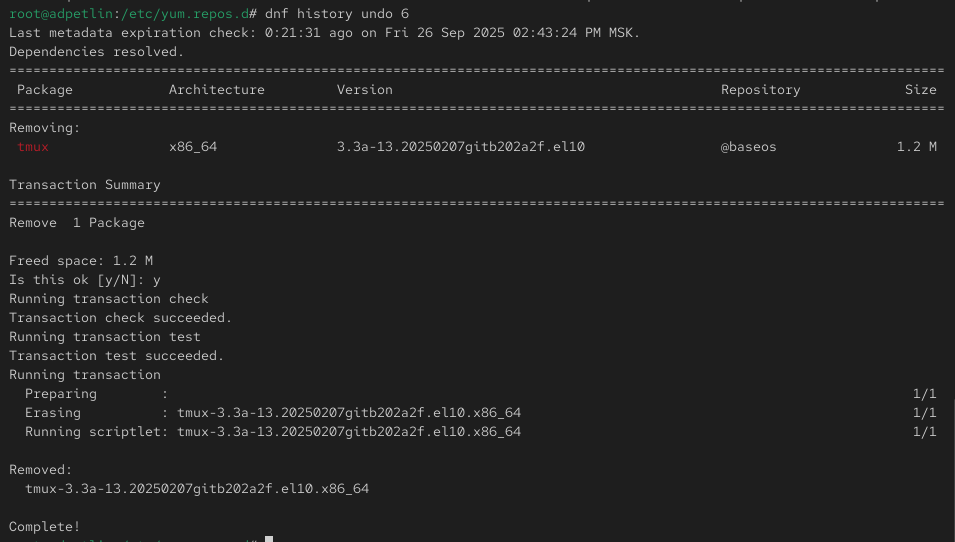 root@adpetlin:/etc/yum.repos.d# dnf history undo 6
Last metadata expiration check: 0:21:31 ago on Fri 26 Sep 2025 02:43:24 PM MSK.
Dependencies resolved.
================================================================================
Package Architecture Version Repository Size
================================================================================
Removing:
tmux x86_64 3.3a-13.20250207gitb202a2f.el10 @baseos 1.2 M
Transaction Summary
================================================================================
Remove 1 Package
Freed space: 1.2 M
Is this ok [y/N]: y
Running transaction check
Transaction check succeeded.
Running transaction test
Transaction test succeeded.
Running transaction
Preparing : 1/1
Erasing : tmux-3.3a-13.20250207gitb202a2f.el10.x86_64 1/1
Running scriptlet: tmux-3.3a-13.20250207gitb202a2f.el10.x86_64 1/1
Removed:
tmux-3.3a-13.20250207gitb202a2f.el10.x86_64
Complete!